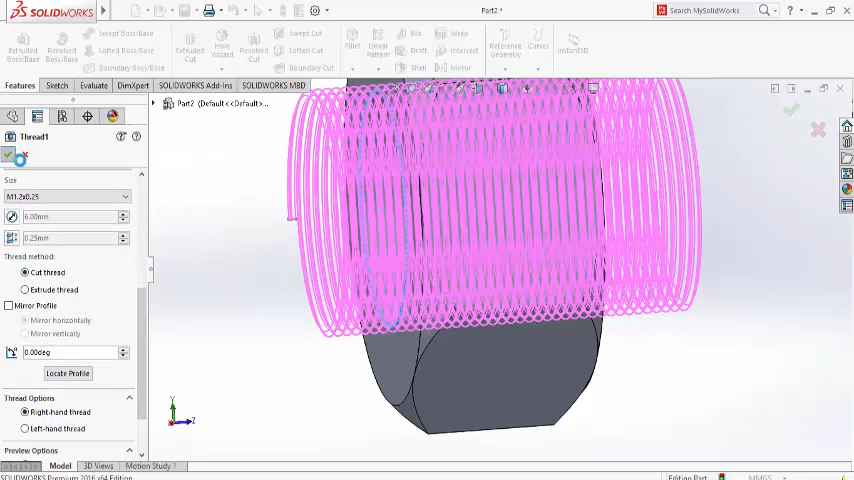 SOLIDWORKS
Part2 *
Search MySolidWorks
Extruded Boss/Base
Revolved Boss/Base
Swept Boss/Base
Lofted Boss/Base
Boundary Boss/Base
Extruded Cut
Hole Wizard
Revolved Cut
Swept Cut
Lofted Cut
Boundary Cut
Fillet
Linear Pattern
Rib
Draft
Shell
Wrap
Intersect
Mirror
Reference Geometry
Curves
Instant3D
Features
Sketch
Evaluate
DimXpert
SOLIDWORKS Add-Ins
SOLIDWORKS MBD
Part2 (Default<<Default>...
Thread1
Size
M1.2x0.25
6.00mm
0.25mm
Thread method:
Cut thread
Extrude thread
Mirror Profile
Mirror horizontally
Mirror vertically
0.00deg
Locate Profile
Thread Options
Right-hand thread
Left-hand thread
Preview Options
Y
Z
Model
3D Views
Motion Study 1
SOLIDWORKS Premium 2016 x64 Edition
Editing Part
MMGS